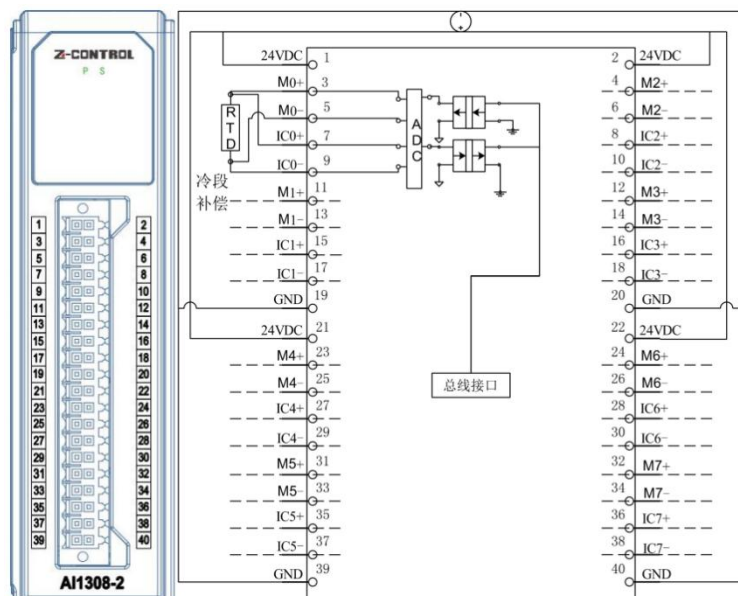 Z-CONTROL
P S
1 2
3 4
5 6
7 8
9 10
11 12
13 14
15 16
17 18
19 20
21 22
23 24
25 26
27 28
29 30
31 32
33 34
35 36
37 38
39 40
AI1308-2
24VDC 1
M0+ 3
M0- 5
IC0+ 7
IC0- 9
M1+ 11
M1- 13
IC1+ 15
IC1- 17
GND 19
24VDC 21
M4+ 23
M4- 25
IC4+ 27
IC4- 29
M5+ 31
M5- 33
IC5+ 35
IC5- 37
GND 39
RTD
冷段
补偿
ADC
总线接口
2 24VDC
4 M2+
6 M2-
8 IC2+
10 IC2-
12 M3+
14 M3-
16 IC3+
18 IC3-
20 GND
22 24VDC
24 M6+
26 M6-
28 IC6+
30 IC6-
32 M7+
34 M7-
36 IC7+
38 IC7-
40 GND